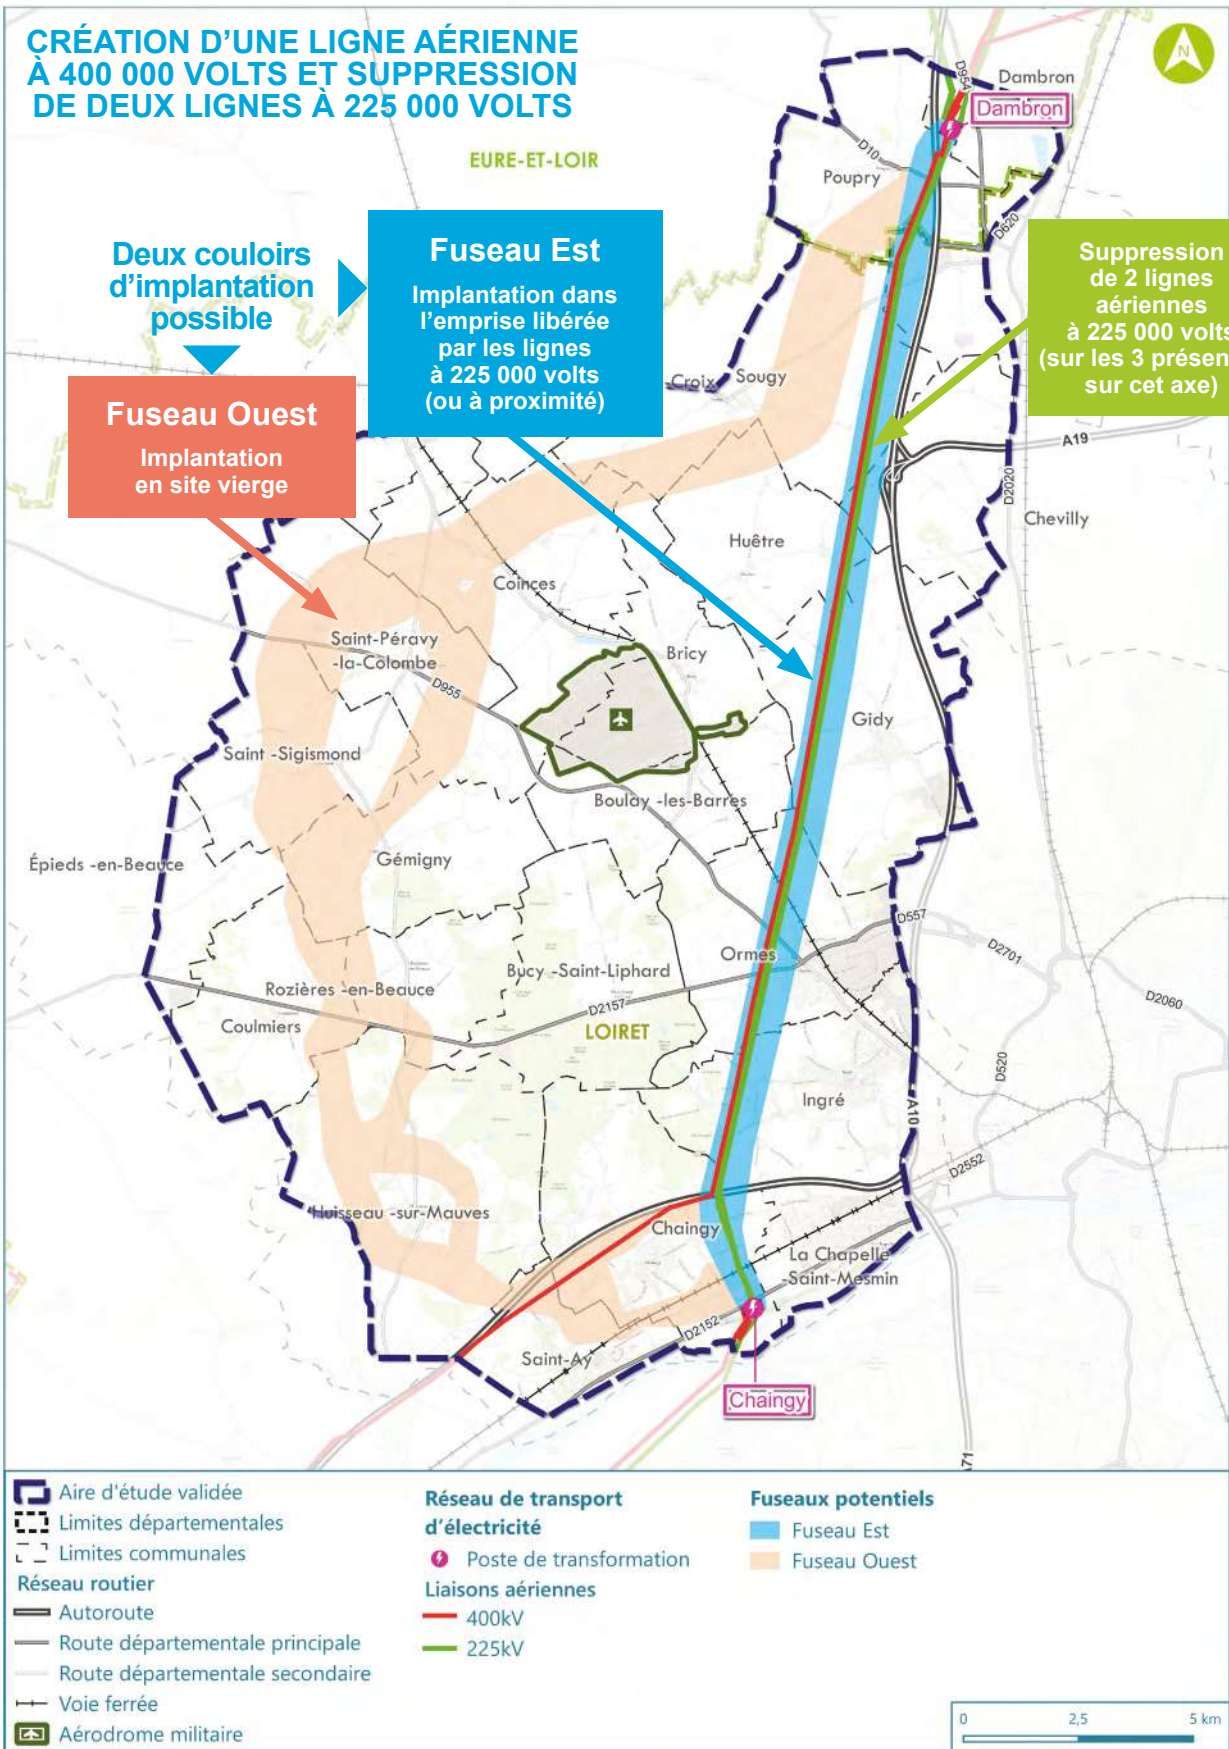 CRÉATION D'UNE LIGNE AÉRIENNE
À 400 000 VOLTS ET SUPPRESSION
DE DEUX LIGNES À 225 000 VOLTS
N
EURE-ET-LOIR
D954
Dambron
Dambron
D10
Poupry
D620
Deux couloirs
d'implantation
possible
Fuseau Est
Implantation dans
l'emprise libérée
par les lignes
à 225 000 volts
(ou à proximité)
Suppression
de 2 lignes
aériennes
à 225 000 volts
(sur les 3 présen
sur cet axe)
Fuseau Ouest
Implantation
en site vierge
Croix
Sougy
A19
D2020
Chevilly
Huêtre
Coinces
Saint-Péravy
-la-Colombe
D955
Bricy
Gidy
Saint -Sigismond
Boulay -les-Barres
Épieds -en-Beauce
Gémigny
D557
D2701
Ormes
Bucy -Saint-Liphard
Rozières -en-Beauce
D2157
D2060
Coulmiers
LOIRET
D520
Ingré
A10
D2552
Huisseau -sur-Mauves
Chaingy
La Chapelle
-Saint-Mesmin
D2152
Saint-Ay
Chaingy
A71
Aire d'étude validée
Limites départementales
Limites communales
Réseau routier
Autoroute
Route départementale principale
Route départementale secondaire
Voie ferrée
Aérodrome militaire
Réseau de transport
d'électricité
Poste de transformation
Liaisons aériennes
400kV
225kV
Fuseaux potentiels
Fuseau Est
Fuseau Ouest
0 2,5 5 km